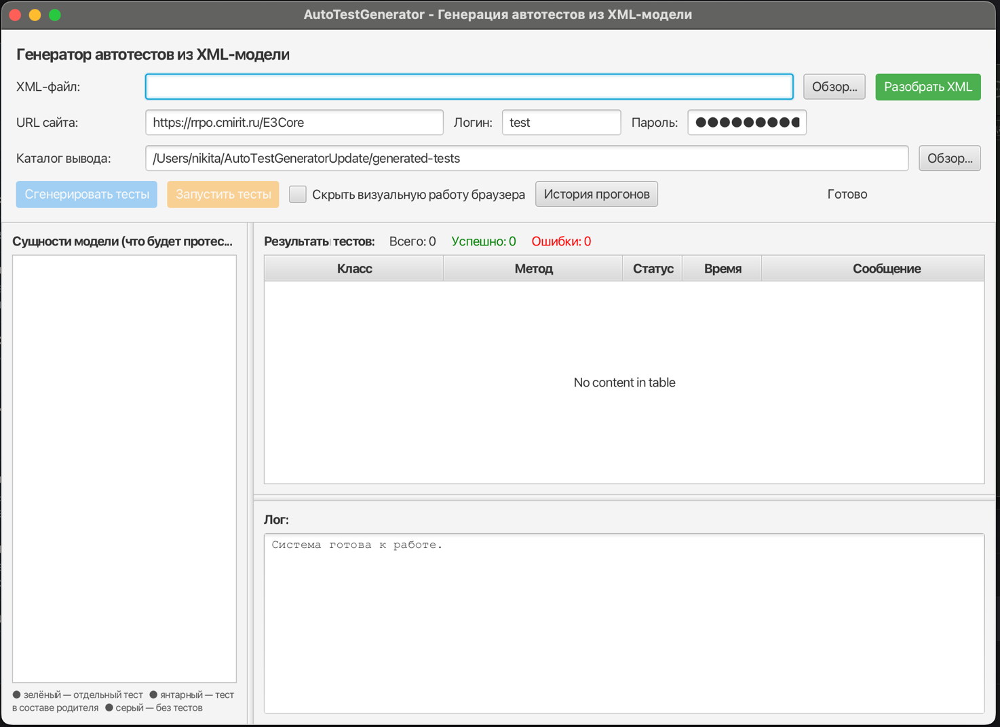 AutoTestGenerator - Генерация автотестов из XML-модели
Генератор автотестов из XML-модели
XML-файл: Обзор... Разобрать XML
URL сайта: https://rrpo.cmirit.ru/E3Core Логин: test Пароль: ●●●●●●●●●
Каталог вывода: /Users/nikita/AutoTestGeneratorUpdate/generated-tests Обзор...
Сгенерировать тесты Запустить тесты Скрыть визуальную работу браузера История прогонов Готово
Сущности модели (что будет протес...
● зелёный — отдельный тест ● янтарный — тест
в составе родителя ● серый — без тестов
Результаты тестов: Всего: 0 Успешно: 0 Ошибки: 0
Класс Метод Статус Время Сообщение
No content in table
Лог:
Система готова к работе.